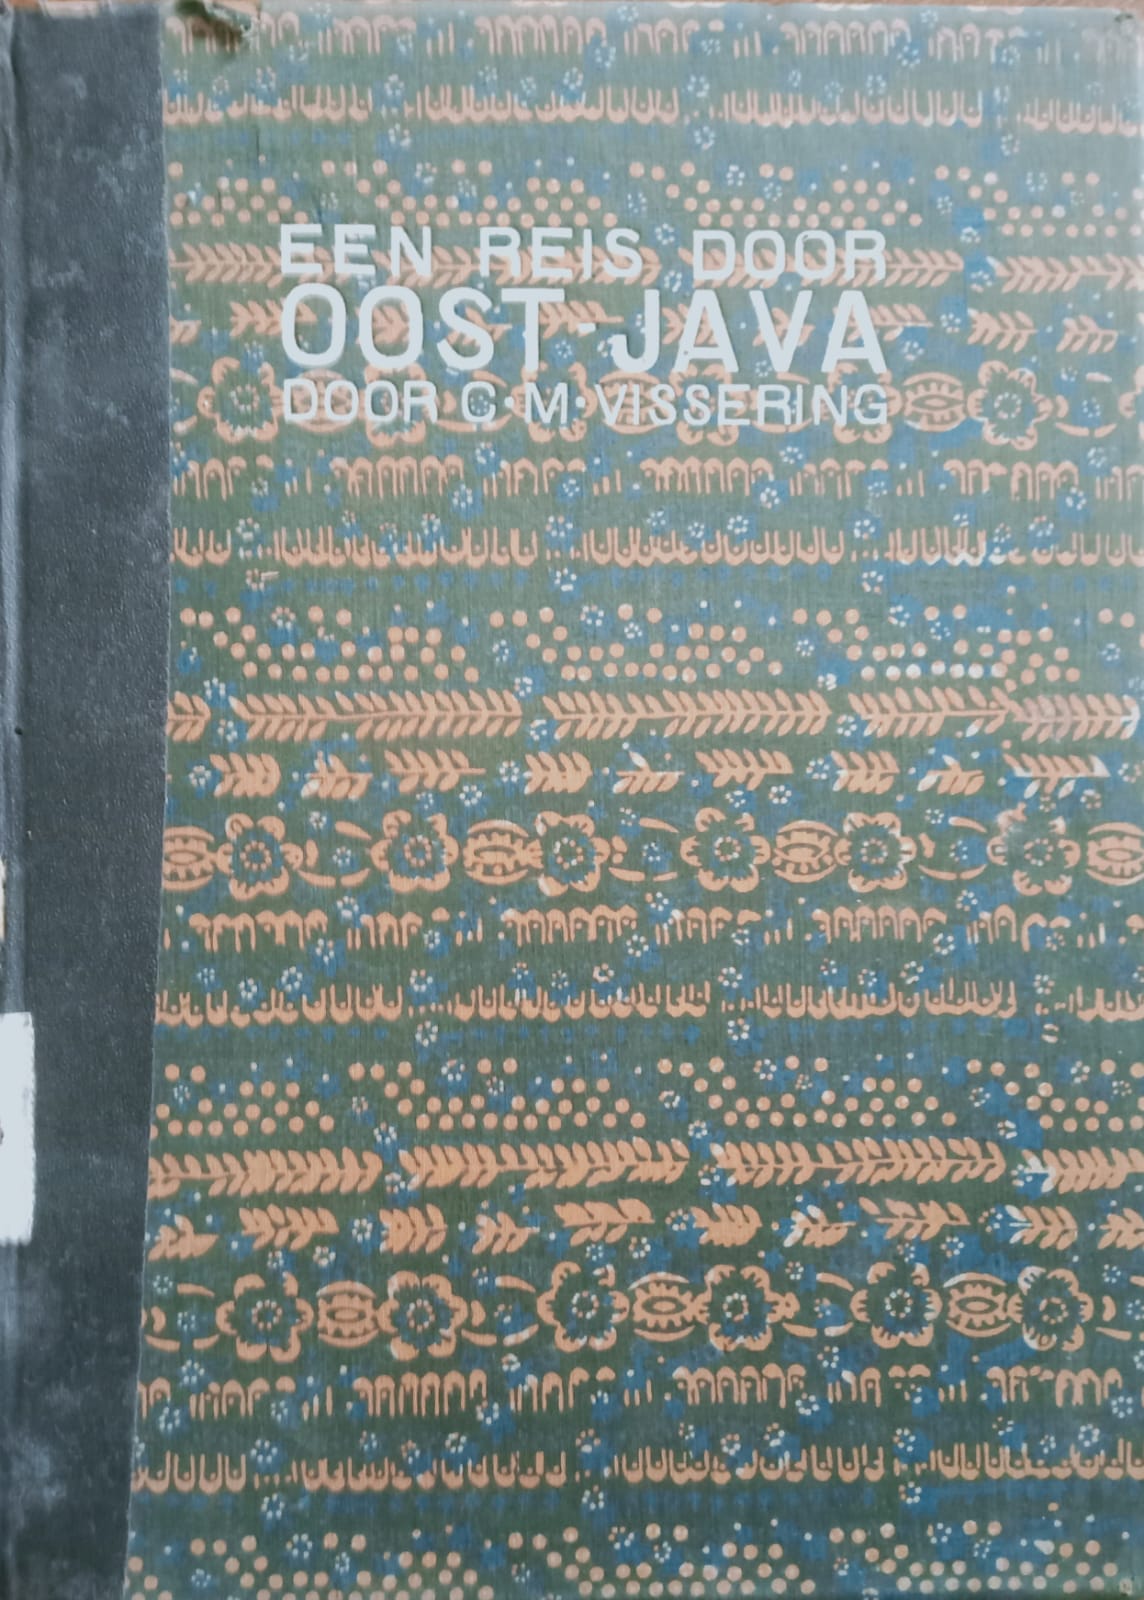 EEN REIS DOOR
OOST-JAVA
DOOR C·M·VISSERING